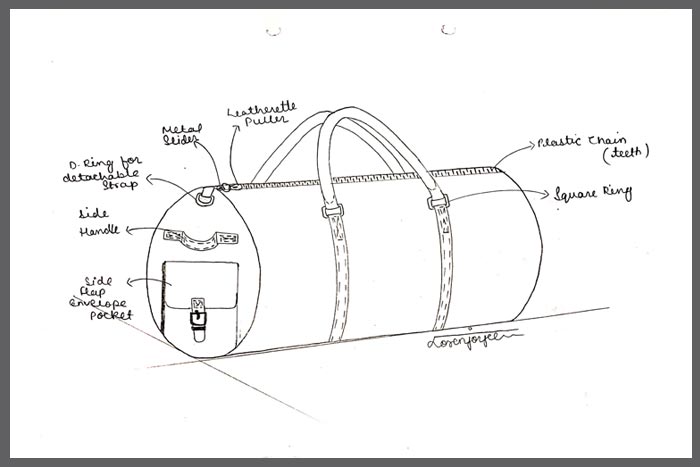 Leatherette
Puller
Metal
Slider
D-Ring for
detachable
Strap
Side
Handle
Side
flap
envelope
Pocket
Plastic Chain
(teeth)
Square Ring